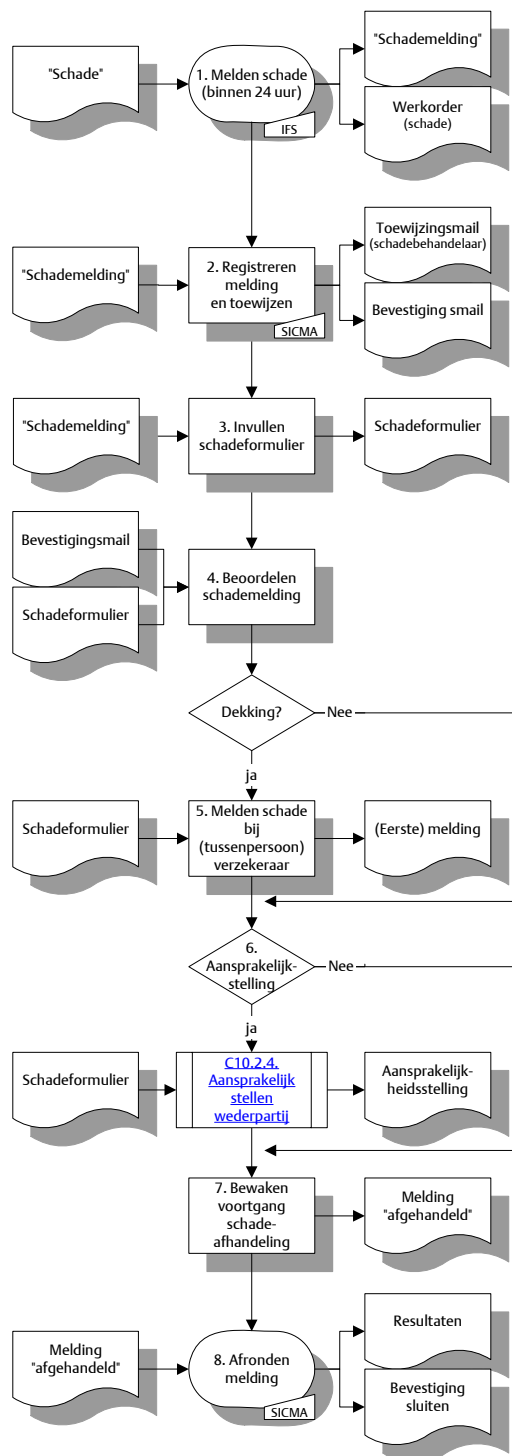 "Schade"
1. Melden schade
(binnen 24 uur)
IFS
"Schademelding"
Werkorder
(schade)
"Schademelding"
2. Registreren
melding
en toewijzen
SICMA
Toewijzingsmail
(schadebehandelaar)
Bevestiging smail
"Schademelding"
3. Invullen
schadeformulier
Schadeformulier
Bevestigingsmail
Schadeformulier
4. Beoordelen
schademelding
Dekking?
Nee
ja
Schadeformulier
5. Melden schade
bij
(tussenpersoon)
verzekeraar
(Eerste) melding
6.
Aansprakelijk-
stelling
Nee
ja
Schadeformulier
C10.2.4.
Aansprakelijk
stellen
wederpartij
Aansprakelijk-
heidsstelling
7. Bewaken
voortgang
schade-
afhandeling
Melding
"afgehandeld"
Melding
"afgehandeld"
8. Afronden
melding
SICMA
Resultaten
Bevestiging
sluiten